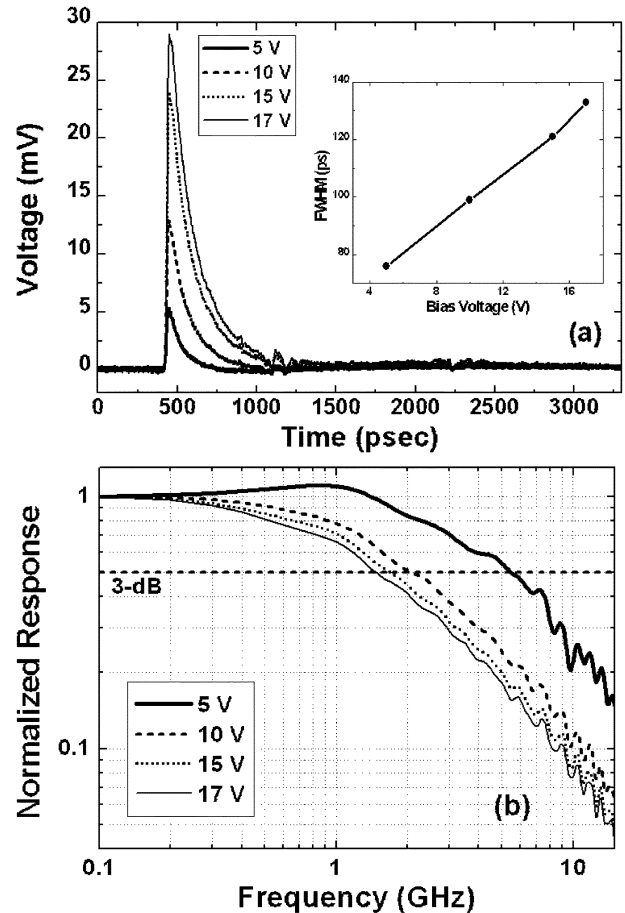 30
25
20
15
10
5
0
Voltage (mV)
5 V
10 V
15 V
17 V
140
120
100
80
FWHM (ps)
4
8
12
16
Bias Voltage (V)
(a)
0
500
1000
1500
2000
2500
3000
Time (psec)
1
0.1
Normalized Response
3-dB
5 V
10 V
15 V
17 V
(b)
0.1
1
10
Frequency (GHz)